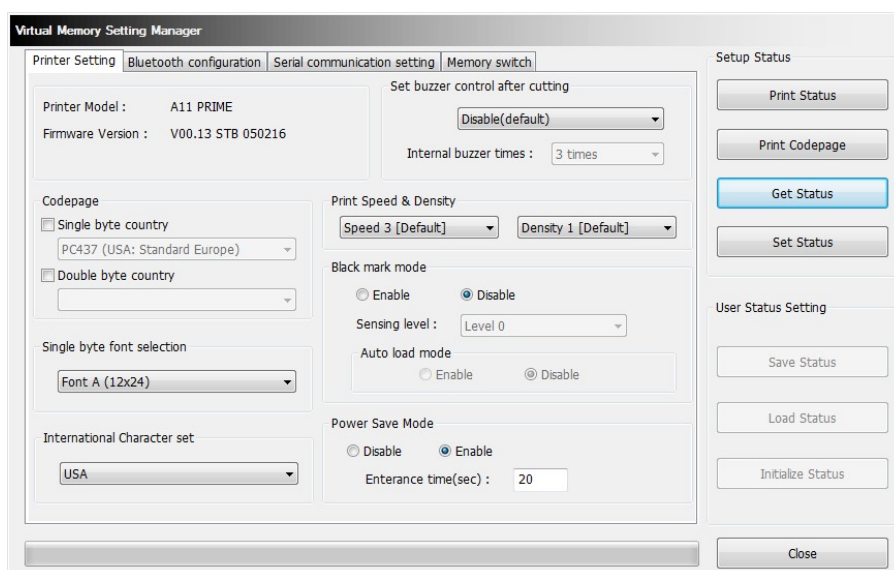 Virtual Memory Setting Manager
Printer Setting
Bluetooth configuration
Serial communication setting
Memory switch
Printer Model :
A11 PRIME
Firmware Version :
V00.13 STB 050216
Set buzzer control after cutting
Disable(default)
Internal buzzer times :
3 times
Codepage
Single byte country
PC437 (USA: Standard Europe)
Double byte country
Single byte font selection
Font A (12x24)
International Character set
USA
Print Speed & Density
Speed 3 [Default]
Density 1 [Default]
Black mark mode
Enable
Disable
Sensing level :
Level 0
Auto load mode
Enable
Disable
Power Save Mode
Disable
Enable
Enterance time(sec) :
20
Setup Status
Print Status
Print Codepage
Get Status
Set Status
User Status Setting
Save Status
Load Status
Initialize Status
Close